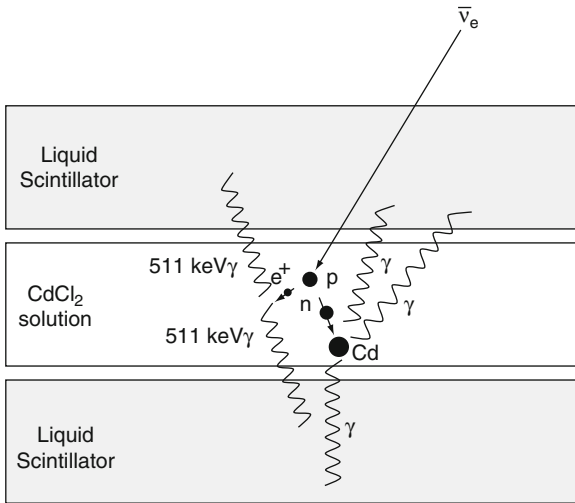 ν̄e
Liquid
Scintillator
511 keVγ
e+
p
γ
n
γ
CdCl2
solution
511 keVγ
Cd
γ
Liquid
Scintillator